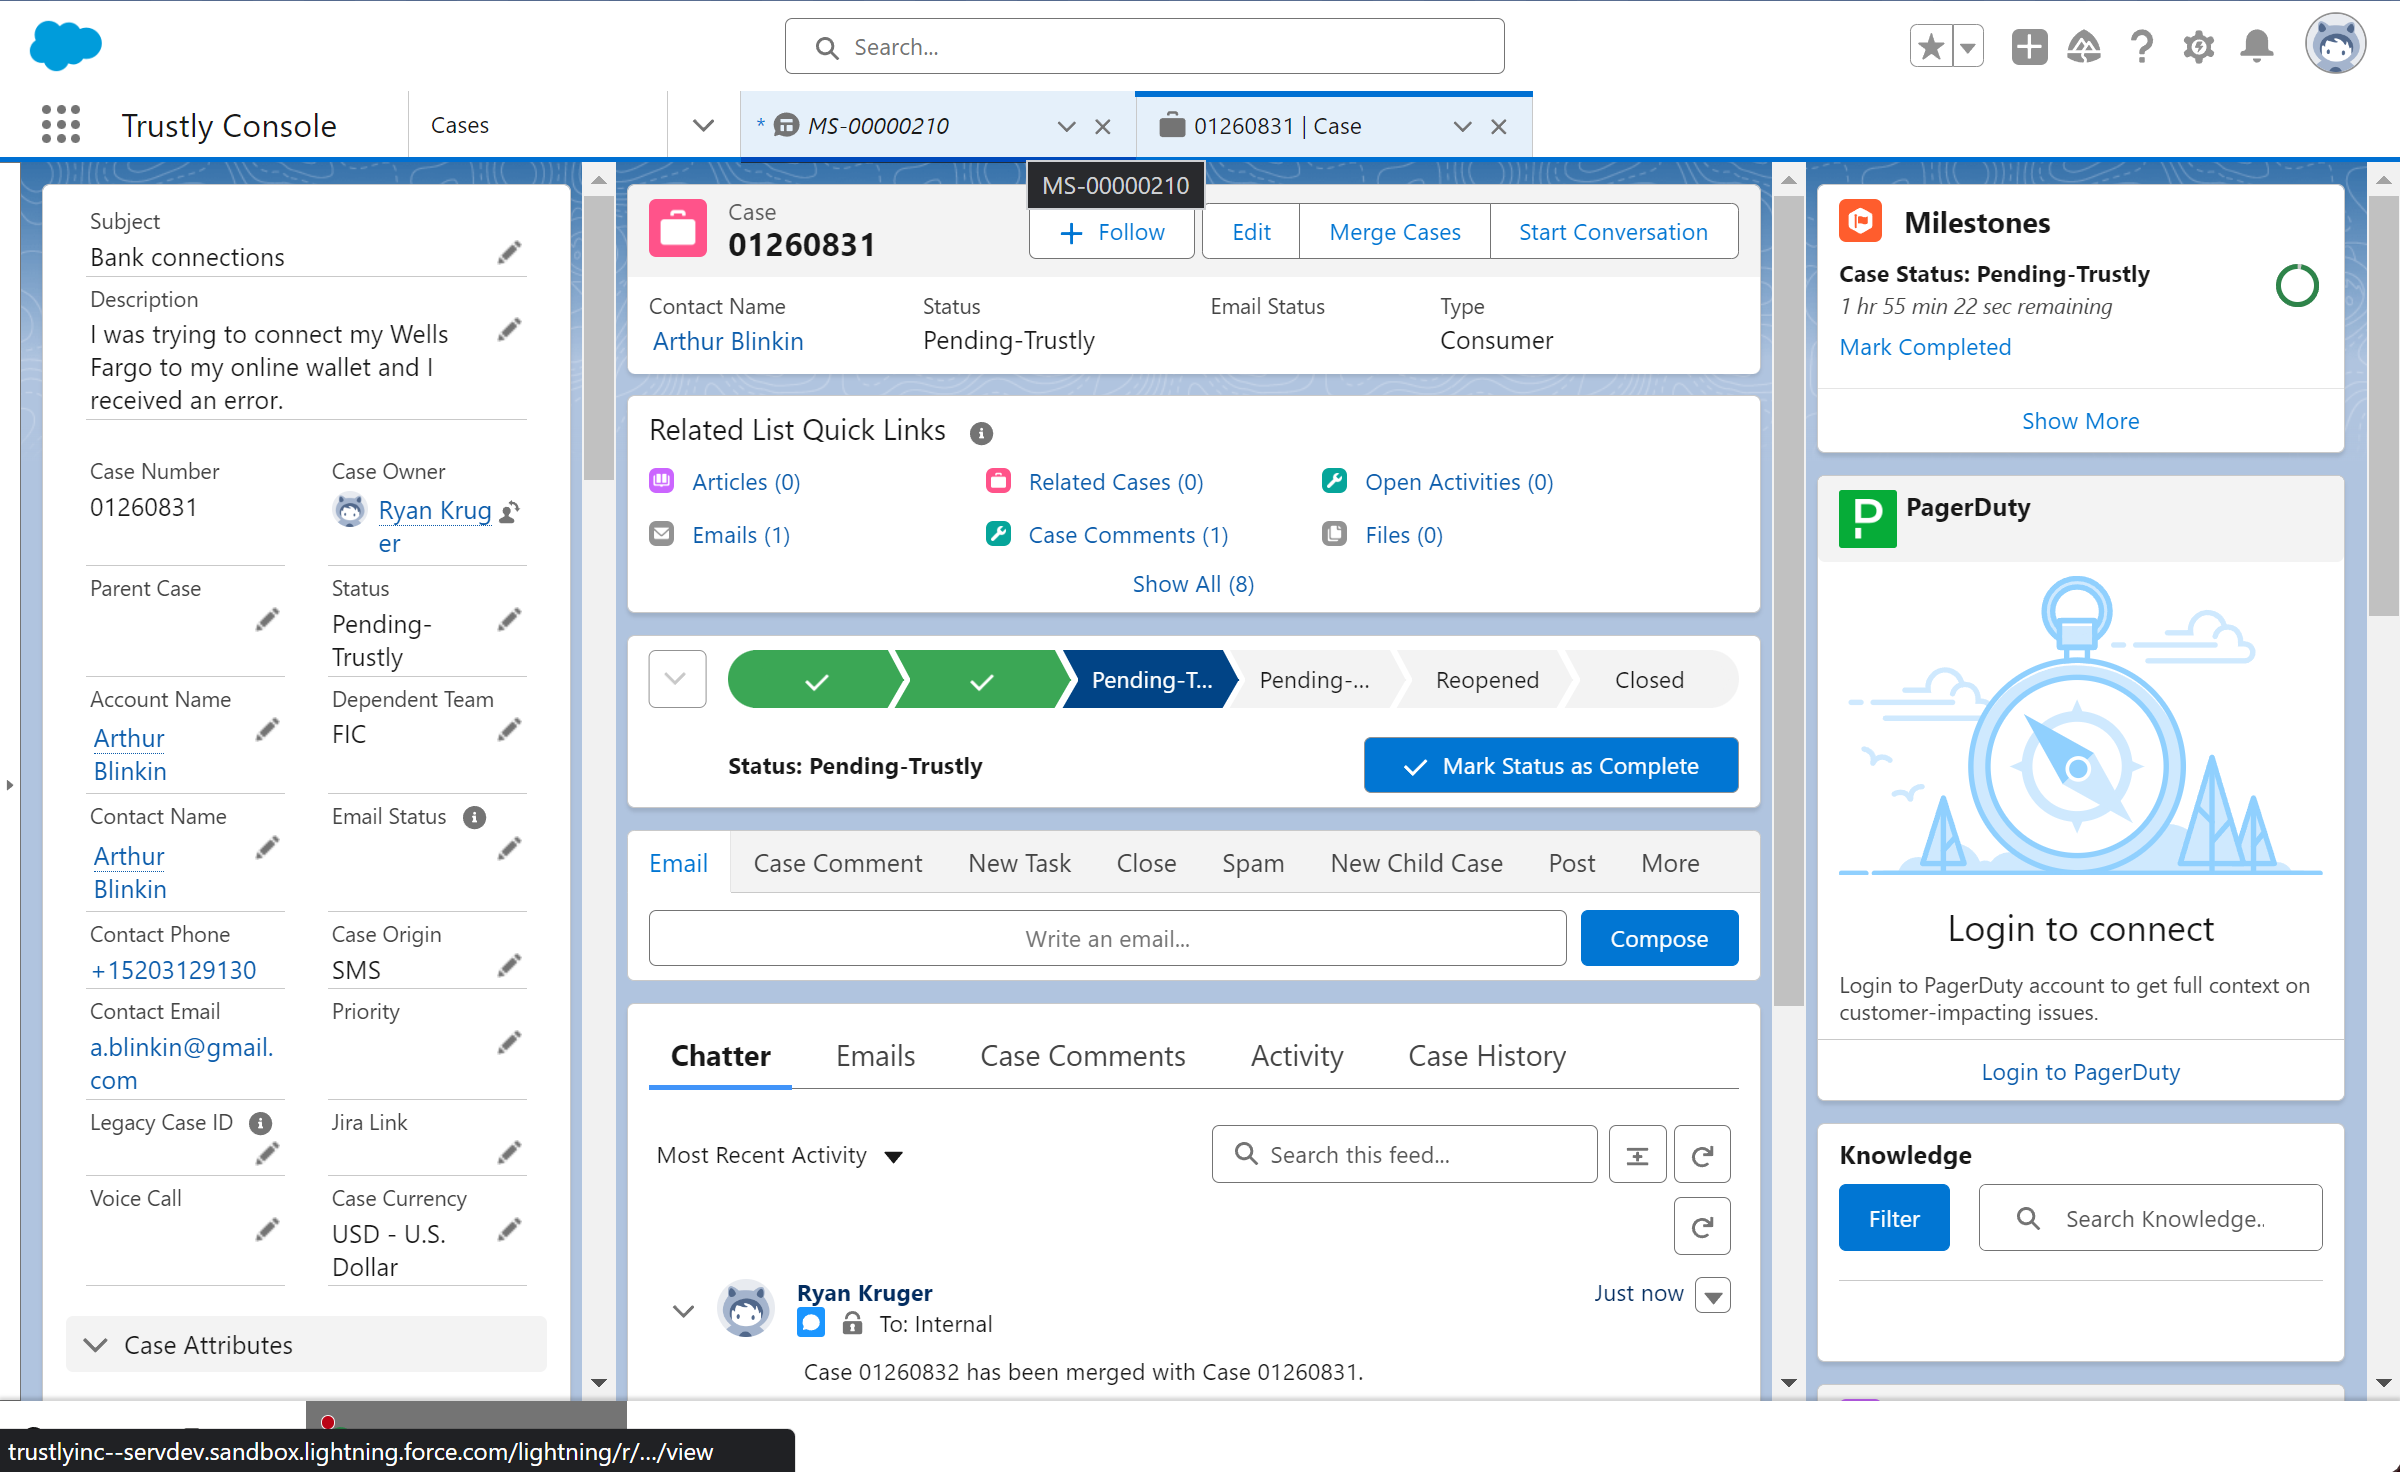 Search...
Trustly Console
Cases
* MS-00000210
01260831 | Case
MS-00000210
Subject
Bank connections
Description
I was trying to connect my Wells
Fargo to my online wallet and I
received an error.
Case Number
01260831
Case Owner
Ryan Krug
er
Parent Case
Status
Pending-
Trustly
Account Name
Arthur
Blinkin
Dependent Team
FIC
Contact Name
Arthur
Blinkin
Email Status
Contact Phone
+15203129130
Case Origin
SMS
Contact Email
a.blinkin@gmail.
com
Priority
Legacy Case ID
Jira Link
Voice Call
Case Currency
USD - U.S.
Dollar
Case Attributes
Case
01260831
Follow
Edit
Merge Cases
Start Conversation
Contact Name
Arthur Blinkin
Status
Pending-Trustly
Email Status
Type
Consumer
Related List Quick Links
Articles (0)
Related Cases (0)
Open Activities (0)
Emails (1)
Case Comments (1)
Files (0)
Show All (8)
Pending-T...
Pending-...
Reopened
Closed
Status: Pending-Trustly
Mark Status as Complete
Email
Case Comment
New Task
Close
Spam
New Child Case
Post
More
Write an email...
Compose
Chatter
Emails
Case Comments
Activity
Case History
Most Recent Activity
Search this feed...
Ryan Kruger
Just now
To: Internal
Case 01260832 has been merged with Case 01260831.
Milestones
Case Status: Pending-Trustly
1 hr 55 min 22 sec remaining
Mark Completed
Show More
PagerDuty
Login to connect
Login to PagerDuty account to get full context on
customer-impacting issues.
Login to PagerDuty
Knowledge
Filter
Search Knowledge..
trustlyinc--servdev.sandbox.lightning.force.com/lightning/r/.../view